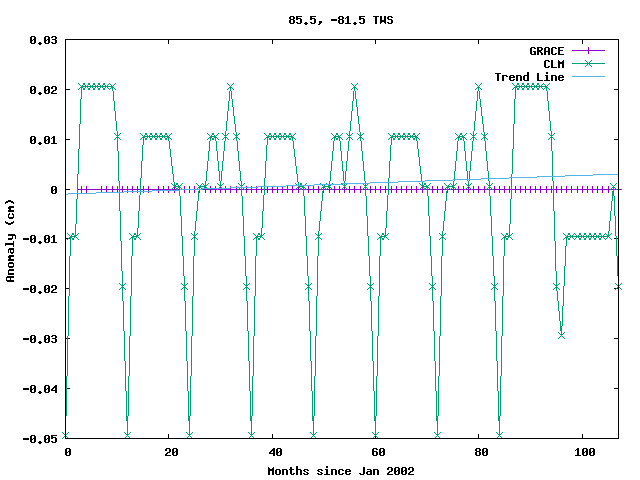 85.5, -81.5 TWS
GRACE
CLM
Trend Line
0.03
0.02
0.01
0
-0.01
-0.02
-0.03
-0.04
-0.05
Anomaly (cm)
0 20 40 60 80 100
Months since Jan 2002